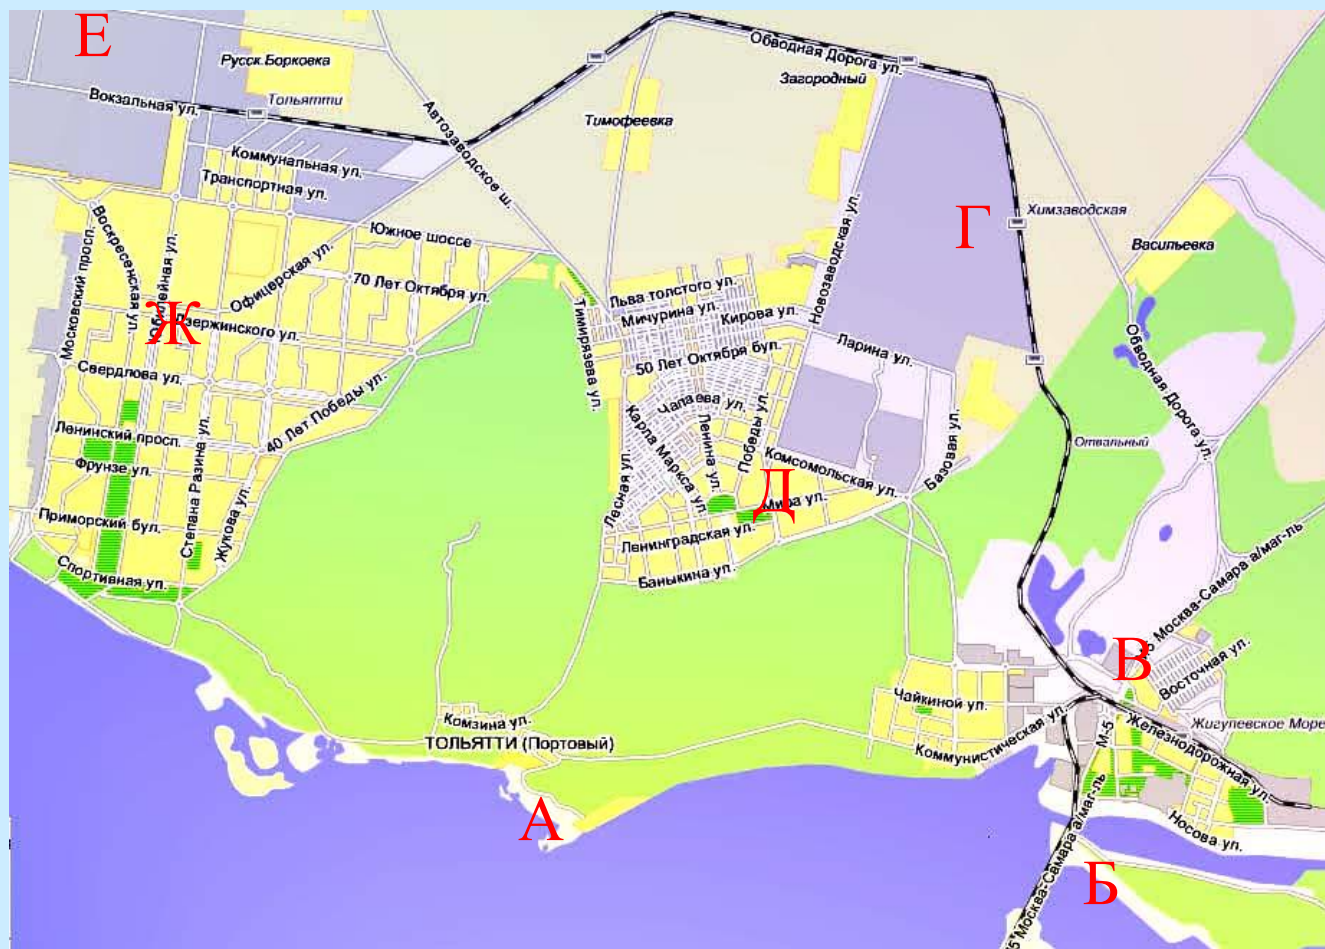 Е
Русск.Борковка
Вокзальная ул.
Тольятти
Автозаводское ш.
Коммунальная ул.
Транспортная ул.
Тимофеевка
Обводная Дорога ул.
Загородный
Г
Химзаводская
Васильевка
Новозаводская ул.
Южное шоссе
Московский просп.
Воскресенская ул.
Юбилейная ул.
Офицерская ул.
70 Лет Октября ул.
Ж
Дзержинского ул.
Свердлова ул.
40 Лет Победы ул.
Ленинский просп.
Фрунзе ул.
Степана Разина ул.
Жукова ул.
Приморский бул.
Спортивная ул.
Тимирязева ул.
Льва толстого ул.
Мичурина ул.
Кирова ул.
50 Лет Октября бул.
Ларина ул.
Чапаева ул.
Карла Маркса ул.
Ленина ул.
Победы ул.
Лесная ул.
Комсомольская ул.
Базовая ул.
Д
Мира ул.
Ленинградская ул.
Баныкина ул.
Отвальный
Обводная Дорога ул.
Москва-Самара а/маг-ль
В
Восточная ул.
Чайкиной ул.
Коммунистическая ул.
М-5
Железнодорожная ул.
Жигулевское Море
Носова ул.
Комзина ул.
ТОЛЬЯТТИ (Портовый)
А
Москва-Самара а/маг-ль
Б